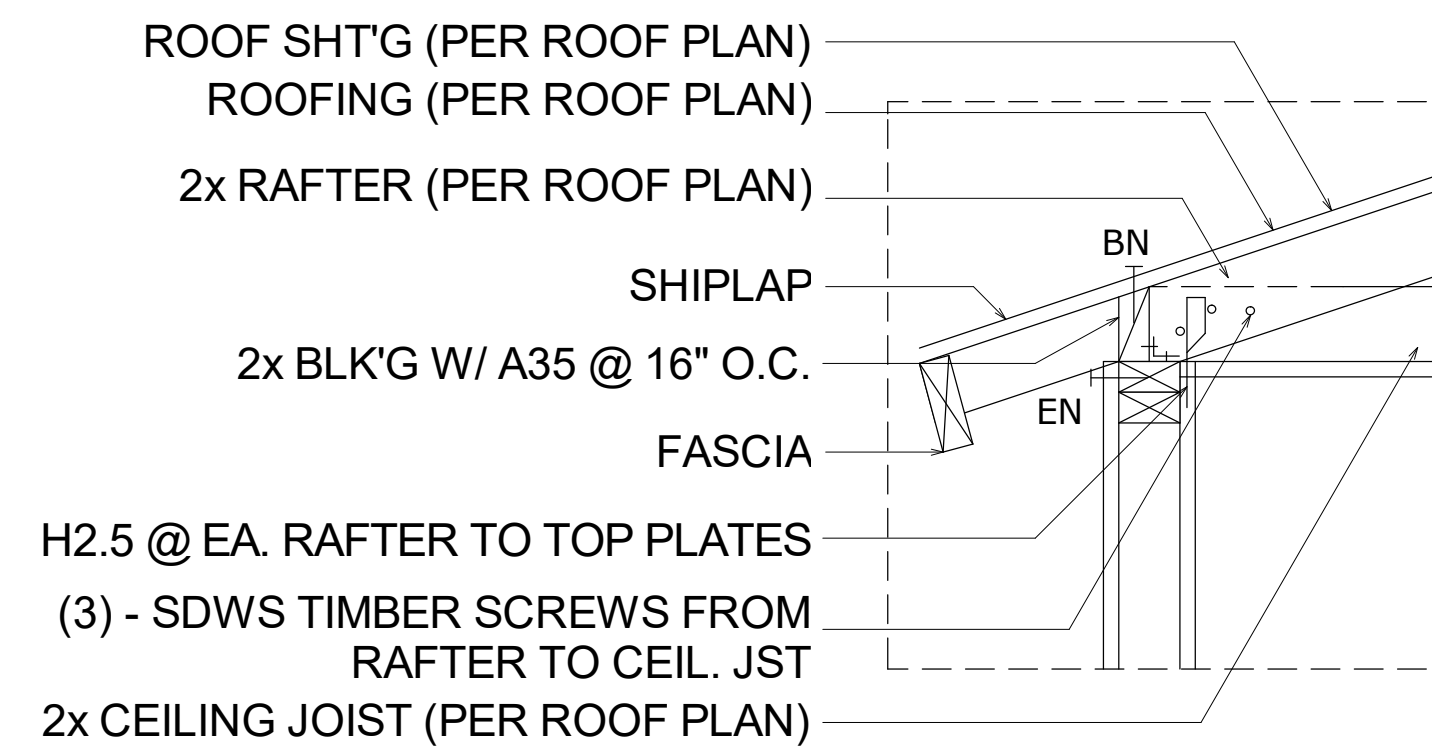 ROOF SHT'G (PER ROOF PLAN)
ROOFING (PER ROOF PLAN)
2x RAFTER (PER ROOF PLAN)
BN
SHIPLAP
2x BLK'G W/ A35 @ 16" O.C.
EN
FASCIA
H2.5 @ EA. RAFTER TO TOP PLATES
(3) - SDWS TIMBER SCREWS FROM
RAFTER TO CEIL. JST
2x CEILING JOIST (PER ROOF PLAN)